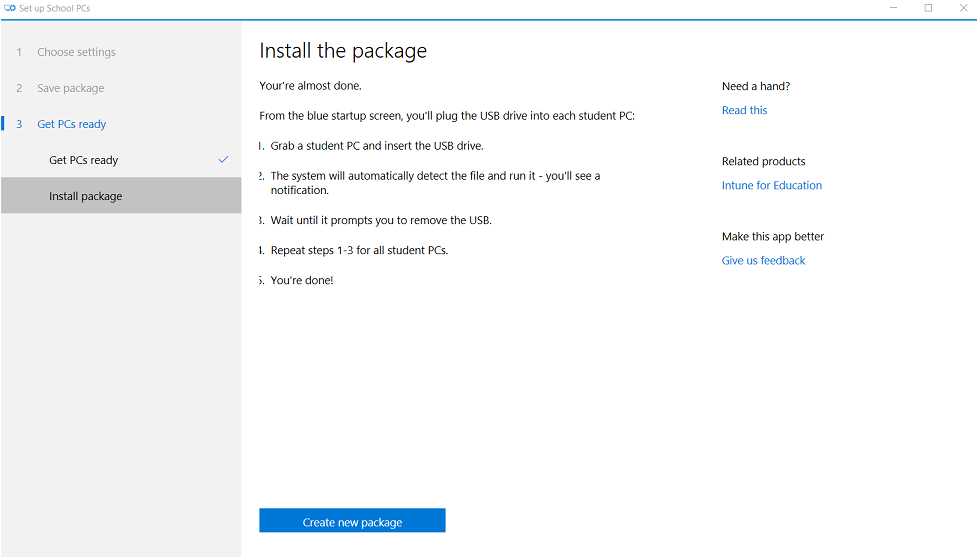 Set up School PCs
1 Choose settings
2 Save package
3 Get PCs ready
Get PCs ready
Install package
Install the package
Your're almost done.
From the blue startup screen, you'll plug the USB drive into each student PC:
1. Grab a student PC and insert the USB drive.
2. The system will automatically detect the file and run it - you'll see a
notification.
3. Wait until it prompts you to remove the USB.
4. Repeat steps 1-3 for all student PCs.
5. You're done!
Create new package
Need a hand?
Read this
Related products
Intune for Education
Make this app better
Give us feedback